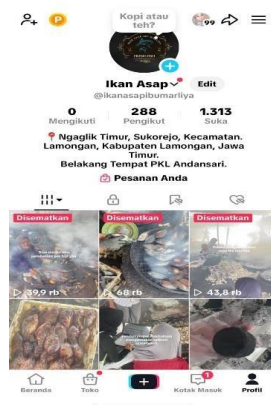 Kopi atau
teh?
99
Ikan Asap
Edit
@ikanasapibumarliya
0
288
1.313
Mengikuti
Pengikut
Suka
Ngaglik Timur, Sukorejo, Kecamatan.
Lamongan, Kabupaten Lamongan, Jawa
Timur.
Belakang Tempat PKL Andansari.
Pesanan Anda
Disematkan
Disematkan
Disematkan
39,9 rb
68 rb
43,8 rb
Beranda
Toko
Kotak Masuk
1
Profil